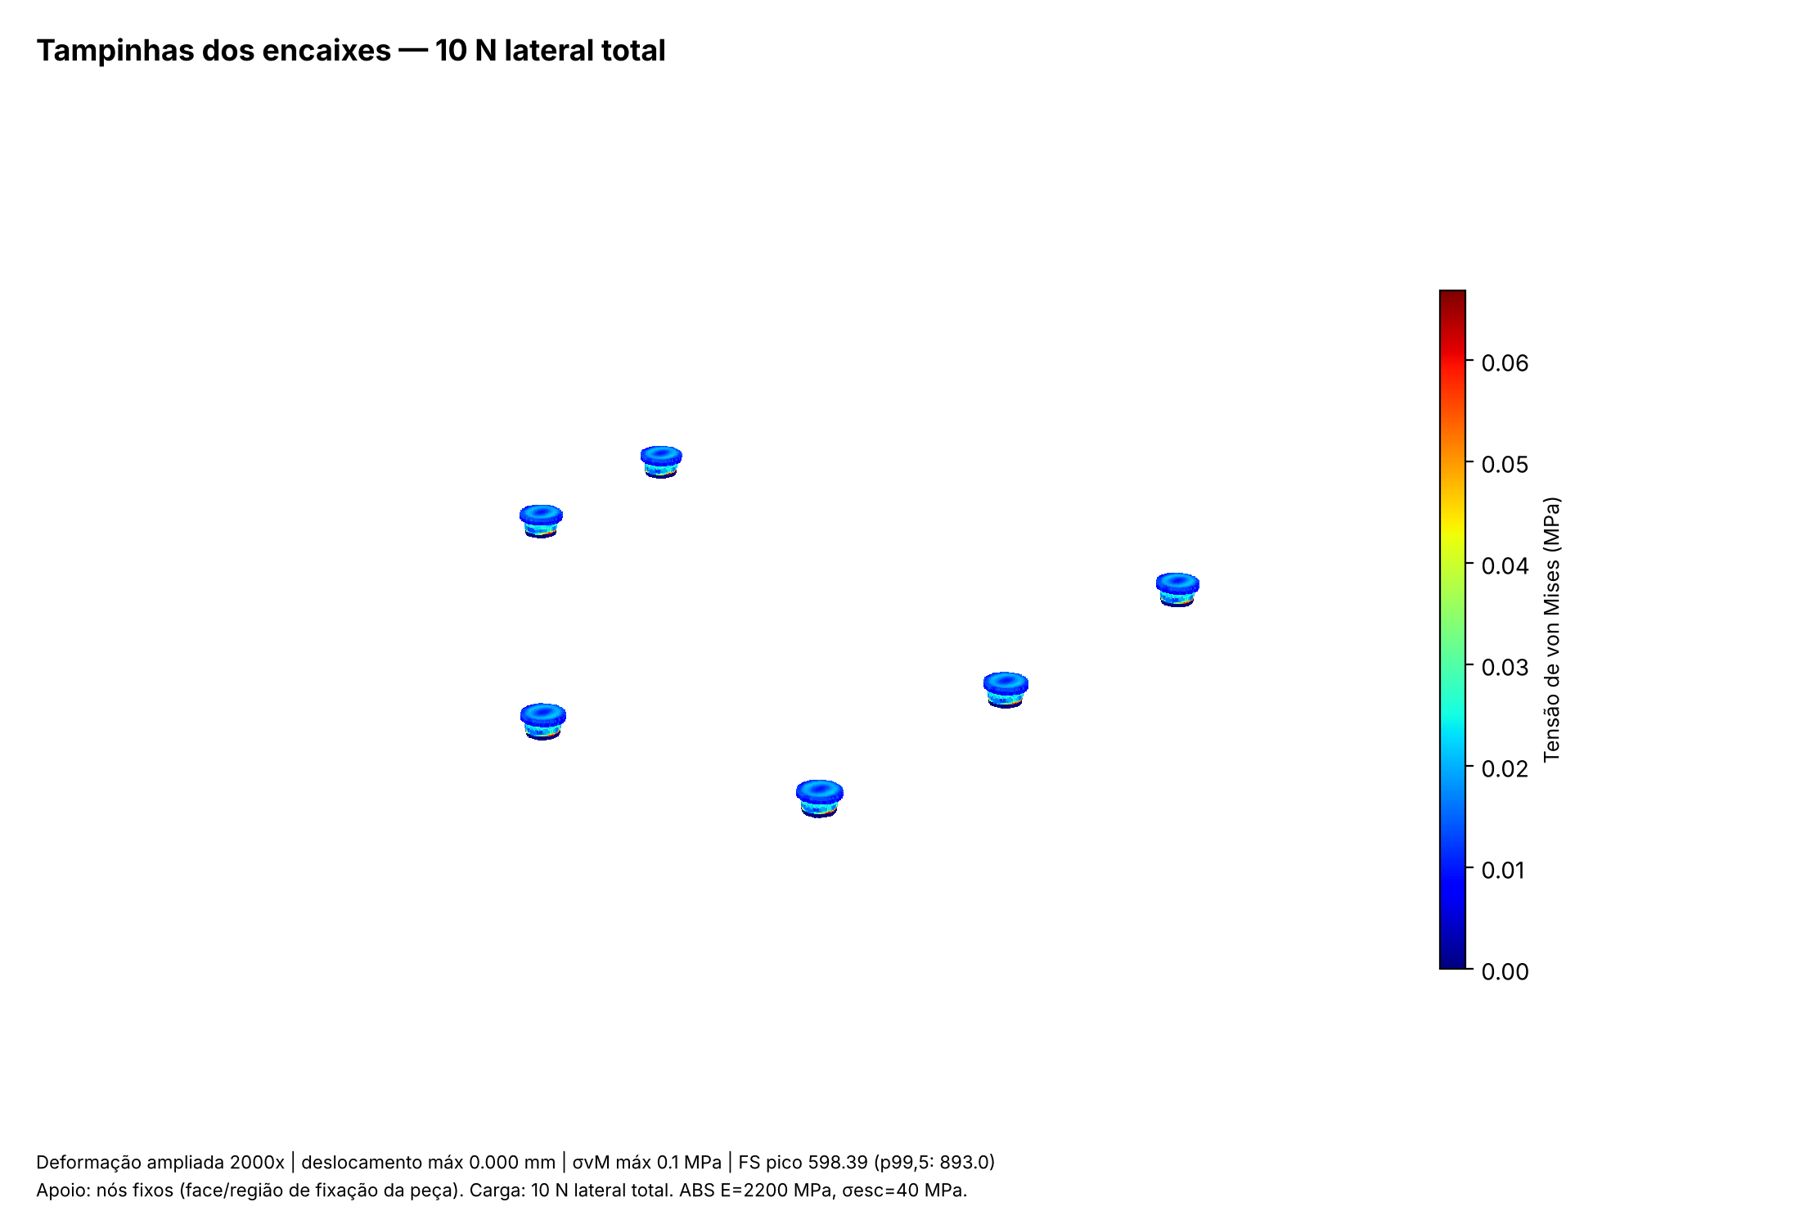 Tampinhas dos encaixes — 10 N lateral total
0.06
0.05
0.04
0.03
0.02
0.01
0.00
Tensão de von Mises (MPa)
Deformação ampliada 2000x | deslocamento máx 0.000 mm | σvM máx 0.1 MPa | FS pico 598.39 (p99,5: 893.0)
Apoio: nós fixos (face/região de fixação da peça). Carga: 10 N lateral total. ABS E=2200 MPa, σesc=40 MPa.